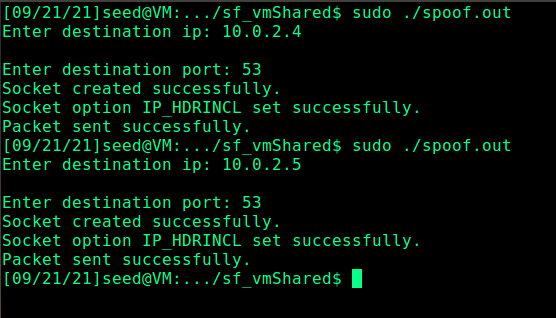 [09/21/21]seed@VM:.../sf_vmShared$ sudo ./spoof.out
Enter destination ip: 10.0.2.4

Enter destination port: 53
Socket created successfully.
Socket option IP_HDRINCL set successfully.
Packet sent successfully.
[09/21/21]seed@VM:.../sf_vmShared$ sudo ./spoof.out
Enter destination ip: 10.0.2.5

Enter destination port: 53
Socket created successfully.
Socket option IP_HDRINCL set successfully.
Packet sent successfully.
[09/21/21]seed@VM:.../sf_vmShared$